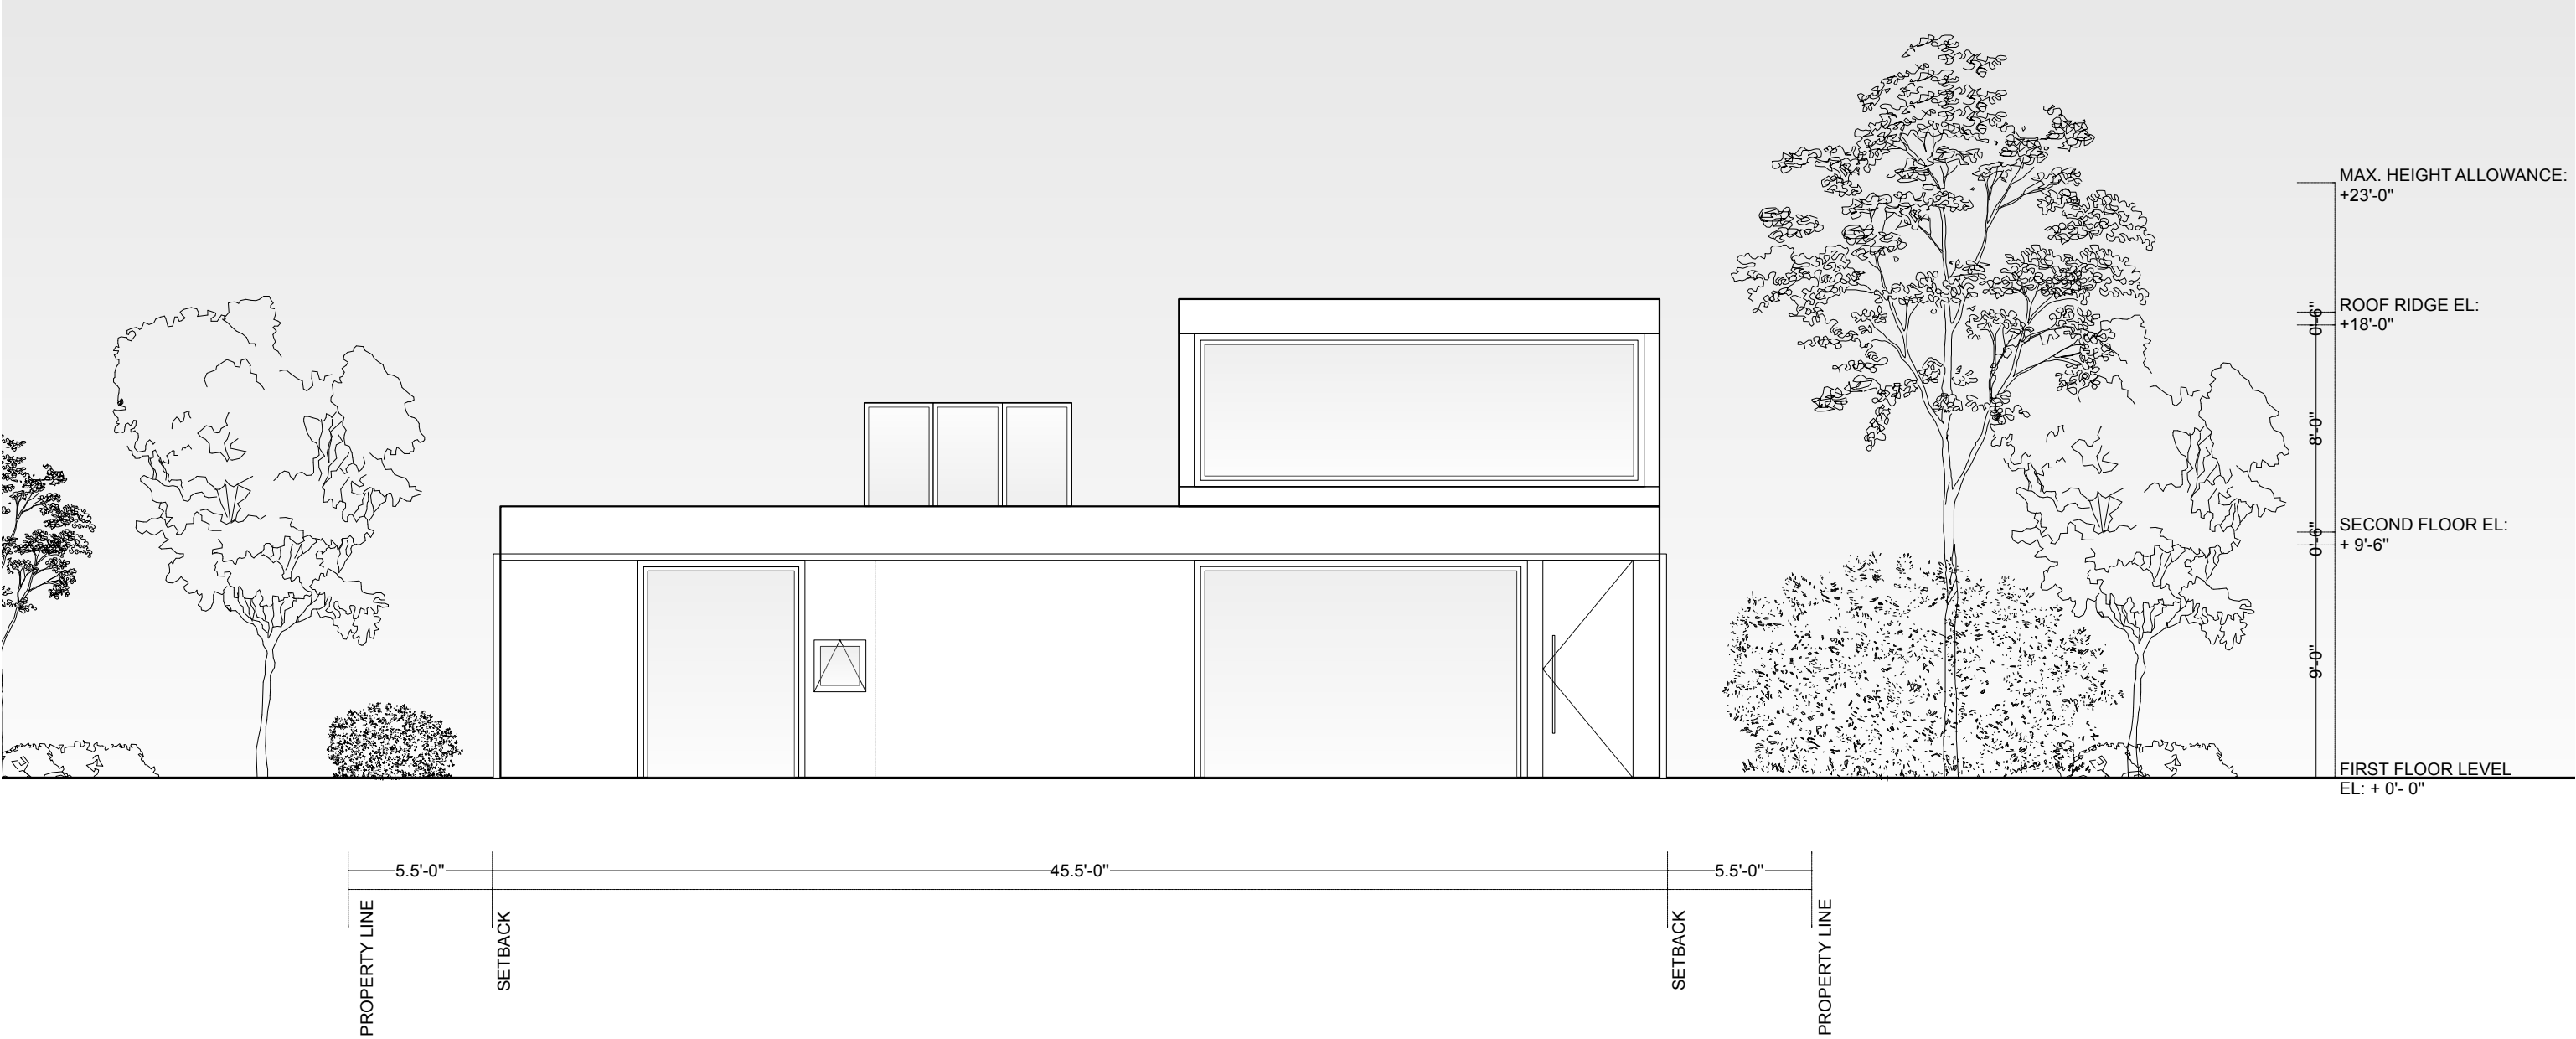 MAX. HEIGHT ALLOWANCE:
+23'-0"
ROOF RIDGE EL:
+18'-0"
0'-6"
8'-0"
SECOND FLOOR EL:
+ 9'-6"
0'-6"
9'-0"
FIRST FLOOR LEVEL
EL: + 0'- 0"
5.5'-0"
45.5'-0"
5.5'-0"
PROPERTY LINE
SETBACK
SETBACK
PROPERTY LINE